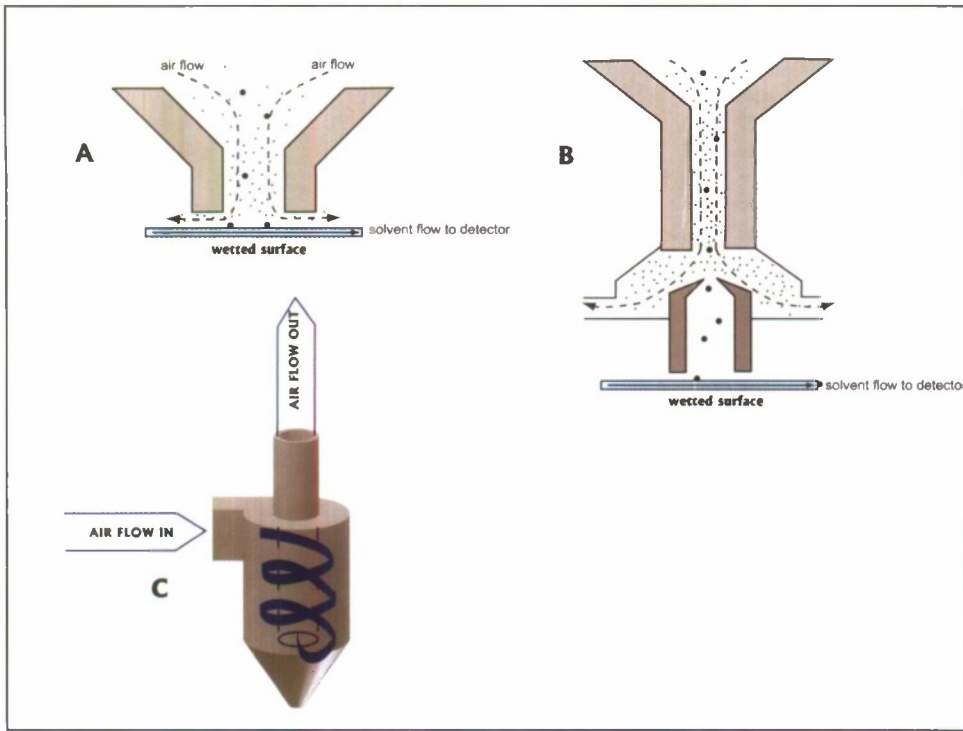 air flow
air flow
A
solvent flow to detector
wetted surface
B
solvent flow to detector
wetted surface
AIR FLOW OUT
AIR FLOW IN
C